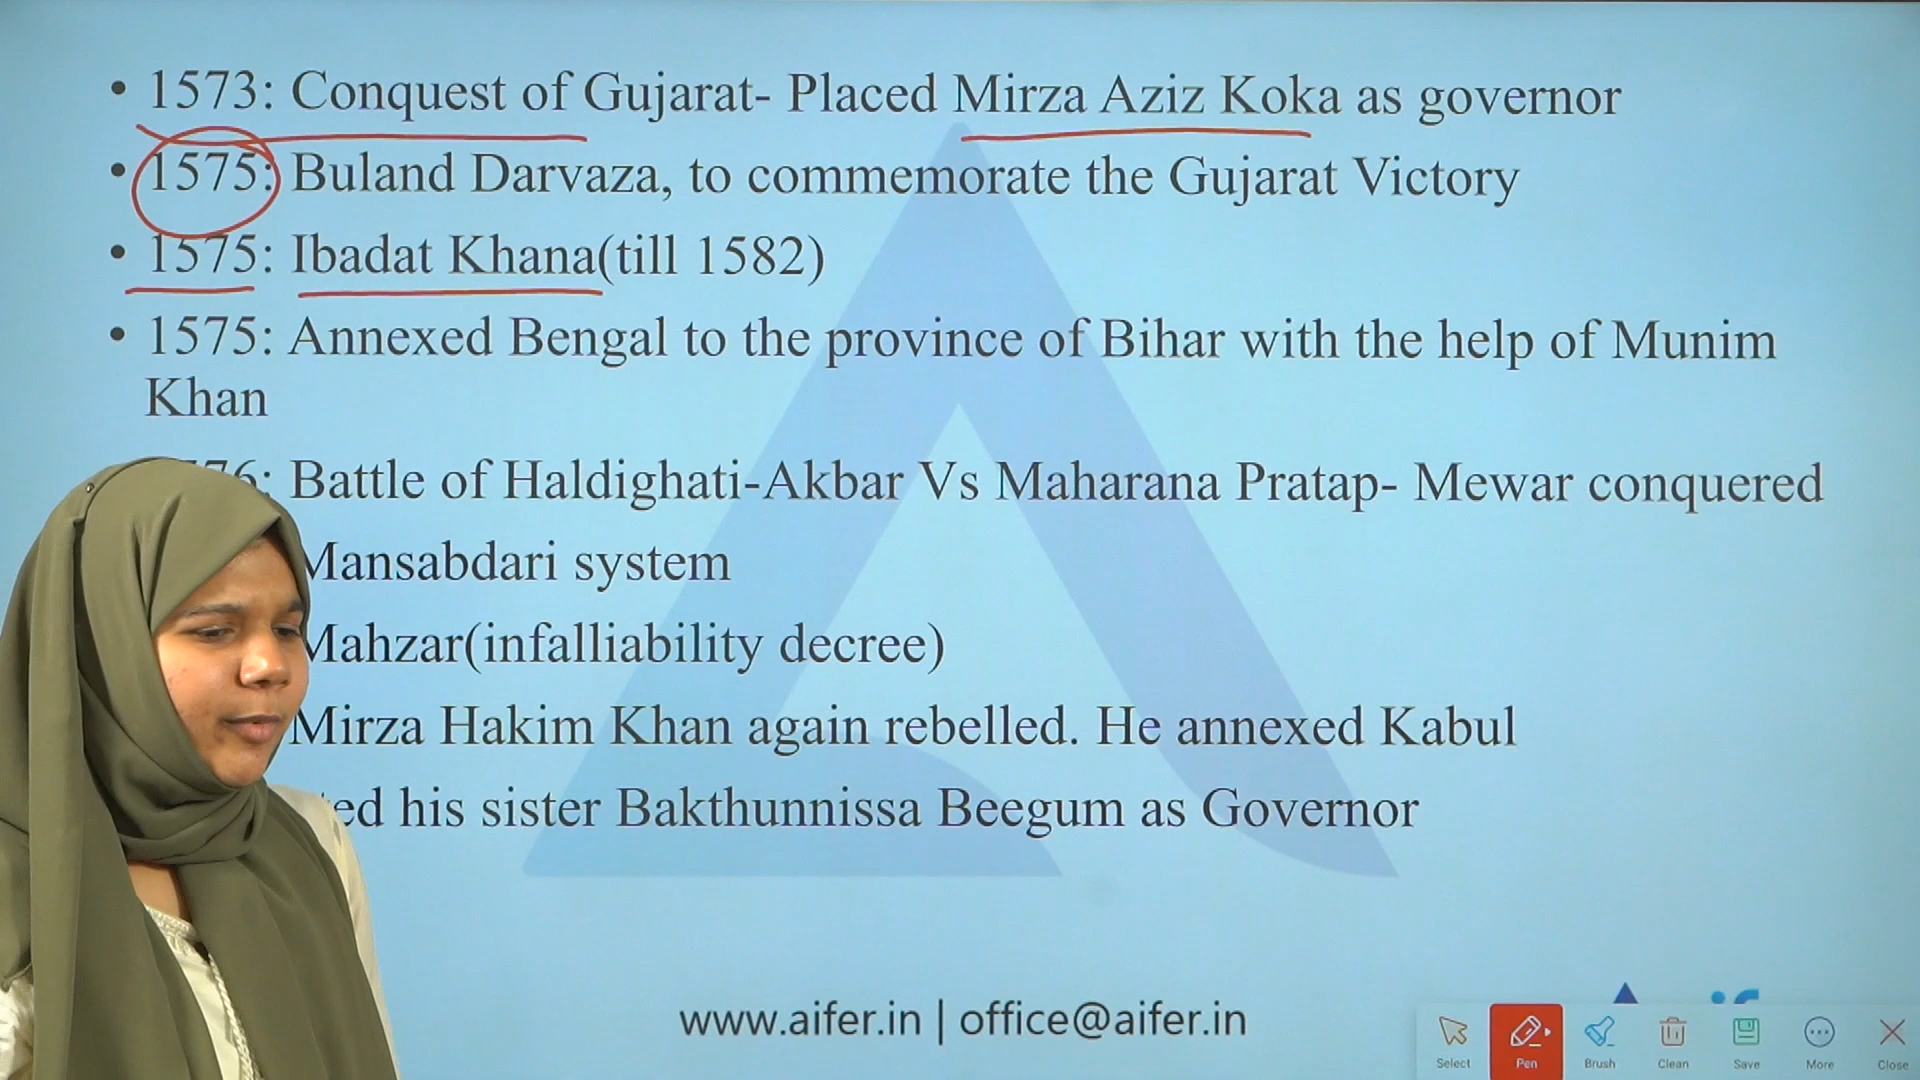 • 1573: Conquest of Gujarat- Placed Mirza Aziz Koka as governor
• 1575: Buland Darvaza, to commemorate the Gujarat Victory
• 1575: Ibadat Khana(till 1582)
• 1575: Annexed Bengal to the province of Bihar with the help of Munim
Khan
Battle of Haldighati-Akbar Vs Maharana Pratap- Mewar conquered
Mansabdari system
Mahzar(infalliability decree)
Mirza Hakim Khan again rebelled. He annexed Kabul
his sister Bakthunnissa Beegum as Governor
www.aifer.in | office@aifer.in
Select Pen Brush Clean Save More Close